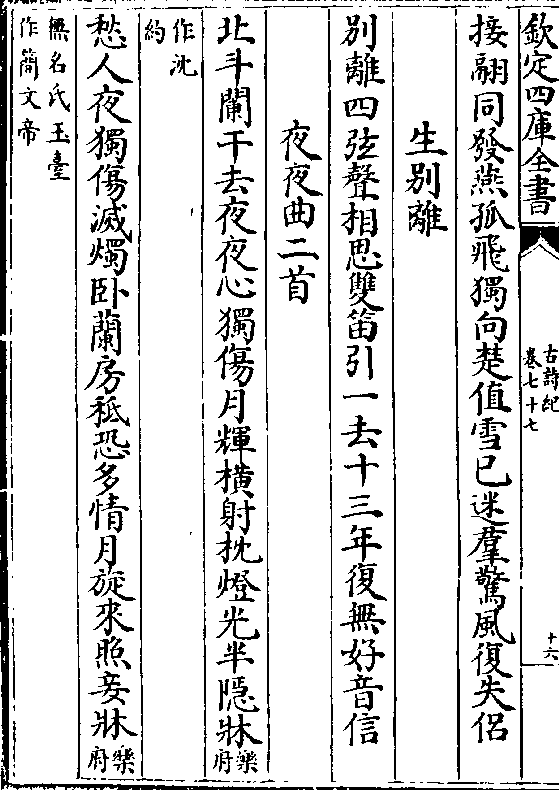 欽定四庫全書
古詩紀
卷七十七
十六
接翮同發燕孤飛獨向楚值雪已迷羣驚風復失侶
生別離
別離四弦聲相思雙笛引一去十三年復無好音信
夜夜曲二首
北斗闌干去夜夜心獨傷月輝橫射枕燈光半隱牀樂府
作沈約
愁人夜獨傷滅燭卧蘭房秪恐多情月旋來照妾牀樂府
無名氏玉臺
作簡文帝